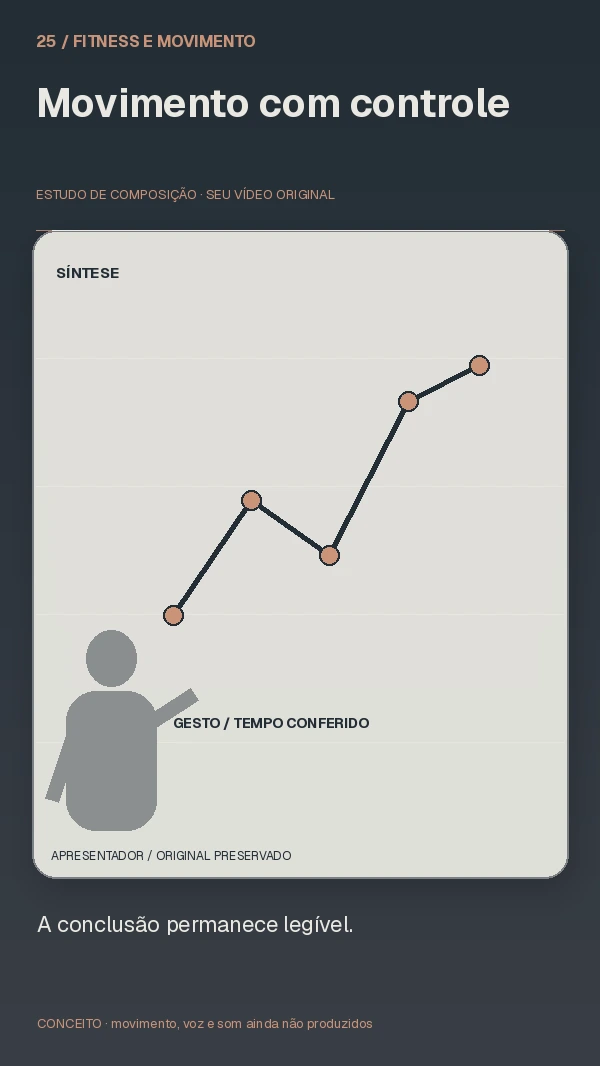 25 / FITNESS E MOVIMENTO
Movimento com controle
ESTUDO DE COMPOSIÇÃO · SEU VÍDEO ORIGINAL
SÍNTESE
GESTO / TEMPO CONFERIDO
APRESENTADOR / ORIGINAL PRESERVADO
A conclusão permanece legível.
CONCEITO · movimento, voz e som ainda não produzidos